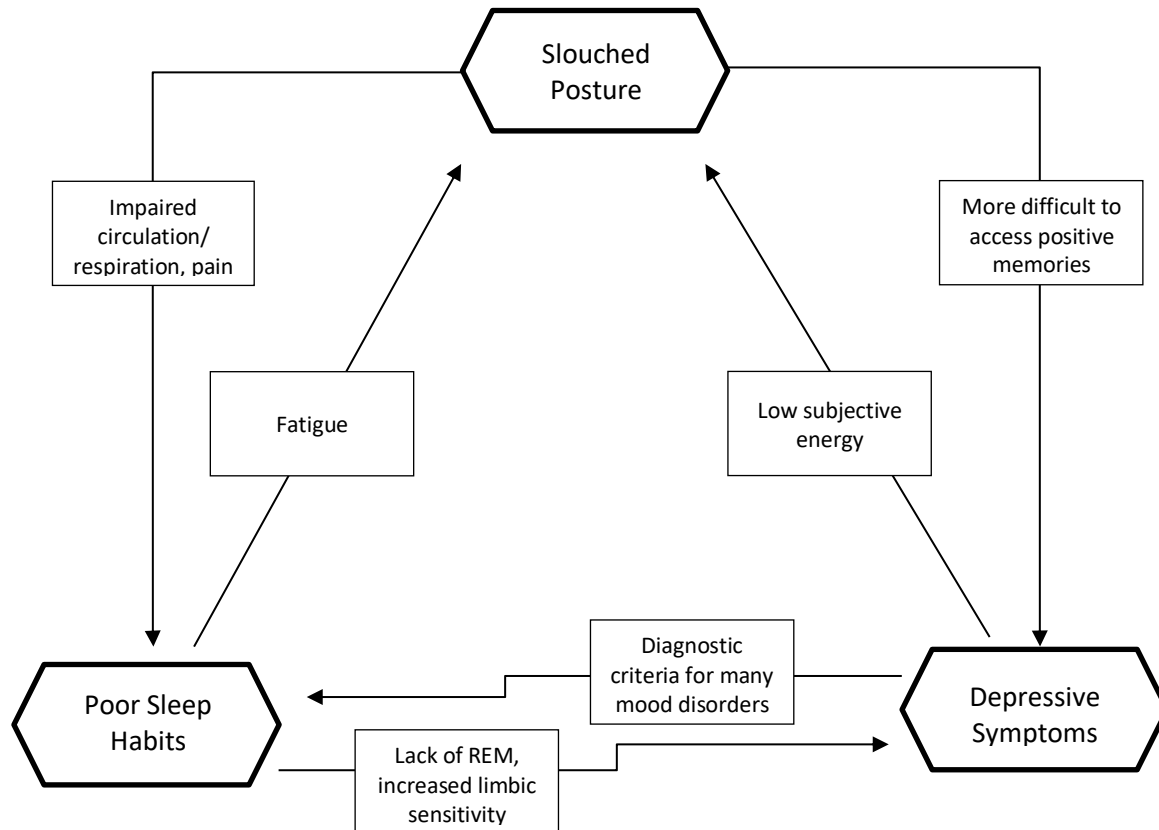 Slouched
Posture
Impaired
circulation/
respiration, pain
More difficult to
access positive
memories
Fatigue
Low subjective
energy
Diagnostic
criteria for many
mood disorders
Poor Sleep
Habits
Depressive
Symptoms
Lack of REM,
increased limbic
sensitivity